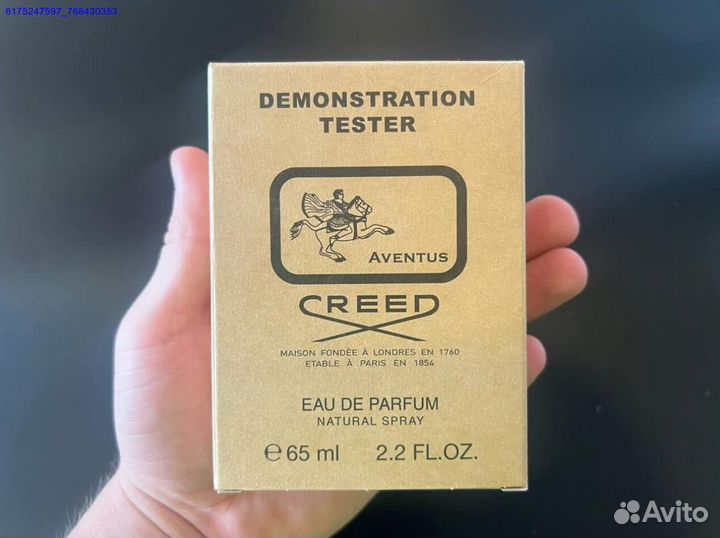 6175247597_768430353
DEMONSTRATION
TESTER
AVENTUS
CREED
MAISON FONDÉE À LONDRES EN 1760
ETABLE À PARIS EN 1854
EAU DE PARFUM
NATURAL SPRAY
℮ 65 ml 2.2 FL.OZ.
Avito